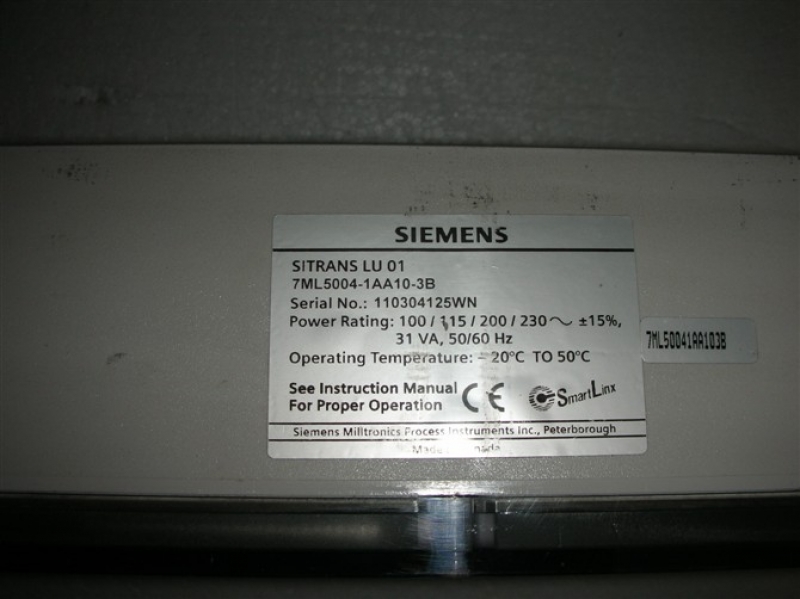 SIEMENS
SITRANS LU 01
7ML5004-1AA10-3B
Serial No.: 110304125WN
Power Rating: 100 / 115 / 200 / 230 ∿ ±15%,
31 VA, 50/60 Hz
Operating Temperature: – 20°C TO 50°C
See Instruction Manual
For Proper Operation
CE
SmartLinx
Siemens Milltronics Process Instruments Inc., Peterborough
Made
7ML50041AA103B